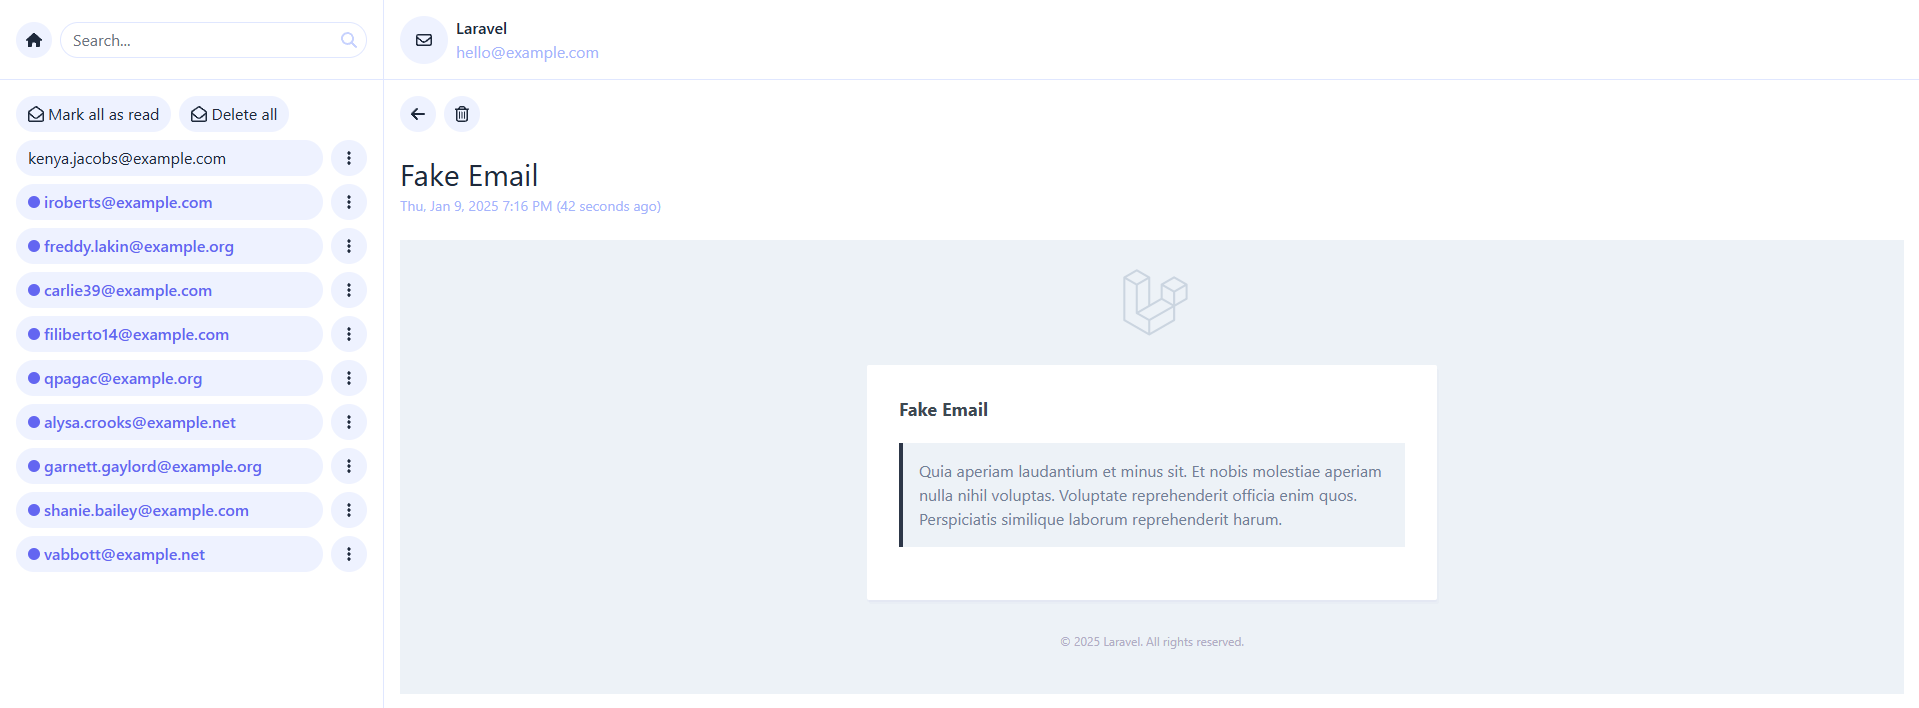 Search...
Laravel
hello@example.com
Mark all as read
Delete all
kenya.jacobs@example.com
iroberts@example.com
freddy.lakin@example.org
carlie39@example.com
filiberto14@example.com
qpagac@example.org
alysa.crooks@example.net
garnett.gaylord@example.org
shanie.bailey@example.com
vabbott@example.net
Fake Email
Thu, Jan 9, 2025 7:16 PM (42 seconds ago)
Fake Email
Quia aperiam laudantium et minus sit. Et nobis molestiae aperiam
nulla nihil voluptas. Voluptate reprehenderit officia enim quos.
Perspiciatis similique laborum reprehenderit harum.
© 2025 Laravel. All rights reserved.